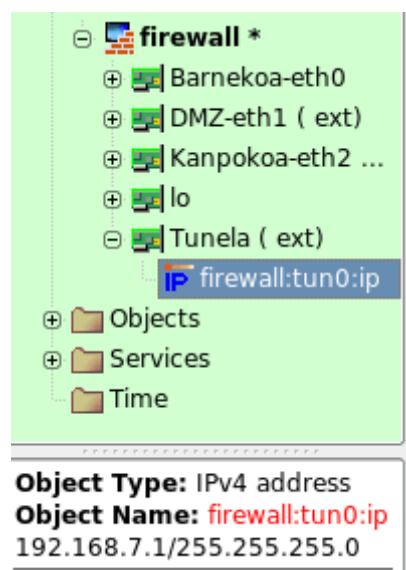 firewall *
Barnekoa-eth0
DMZ-eth1 ( ext)
Kanpokoa-eth2 ...
lo
Tunela ( ext)
IP firewall:tun0:ip
Objects
Services
Time
Object Type: IPv4 address
Object Name: firewall:tun0:ip
192.168.7.1/255.255.255.0